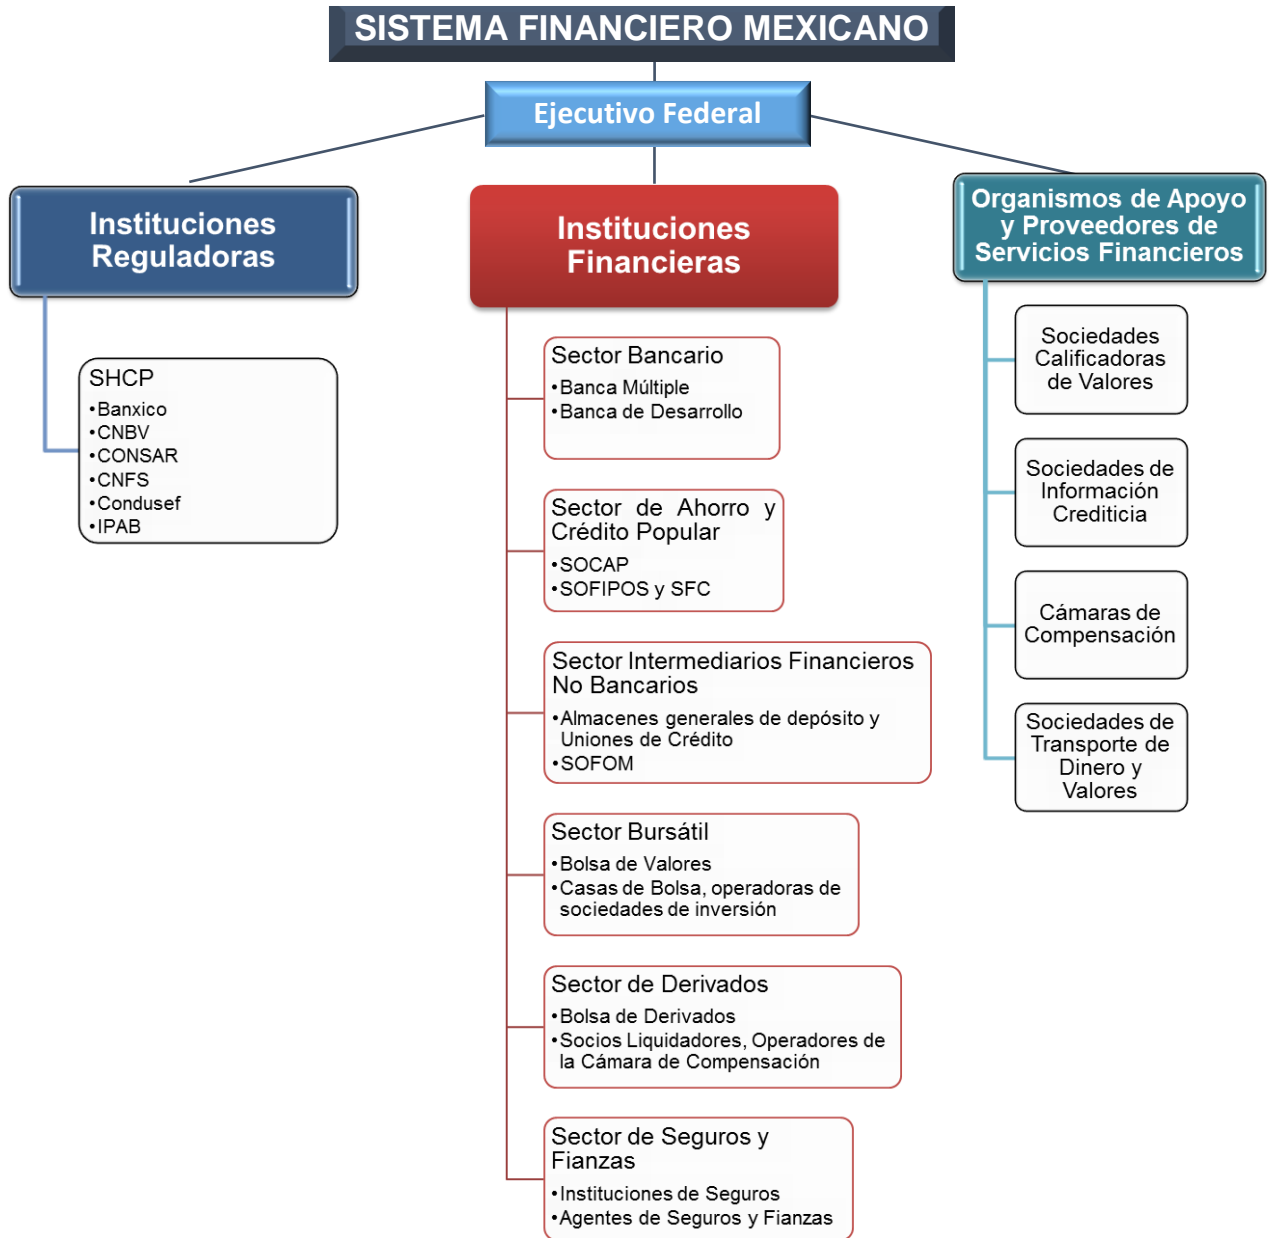 SISTEMA FINANCIERO MEXICANO
Ejecutivo Federal
Instituciones
Reguladoras
SHCP
•Banxico
•CNBV
•CONSAR
•CNFS
•Condusef
•IPAB
Instituciones
Financieras
Sector Bancario
•Banca Múltiple
•Banca de Desarrollo
Sector de Ahorro y
Crédito Popular
•SOCAP
•SOFIPOS y SFC
Sector Intermediarios Financieros
No Bancarios
•Almacenes generales de depósito y
Uniones de Crédito
•SOFOM
Sector Bursátil
•Bolsa de Valores
•Casas de Bolsa, operadoras de
sociedades de inversión
Sector de Derivados
•Bolsa de Derivados
•Socios Liquidadores, Operadores de
la Cámara de Compensación
Sector de Seguros y
Fianzas
•Instituciones de Seguros
•Agentes de Seguros y Fianzas
Organismos de Apoyo
y Proveedores de
Servicios Financieros
Sociedades
Calificadoras
de Valores
Sociedades de
Información
Crediticia
Cámaras de
Compensación
Sociedades de
Transporte de
Dinero y
Valores